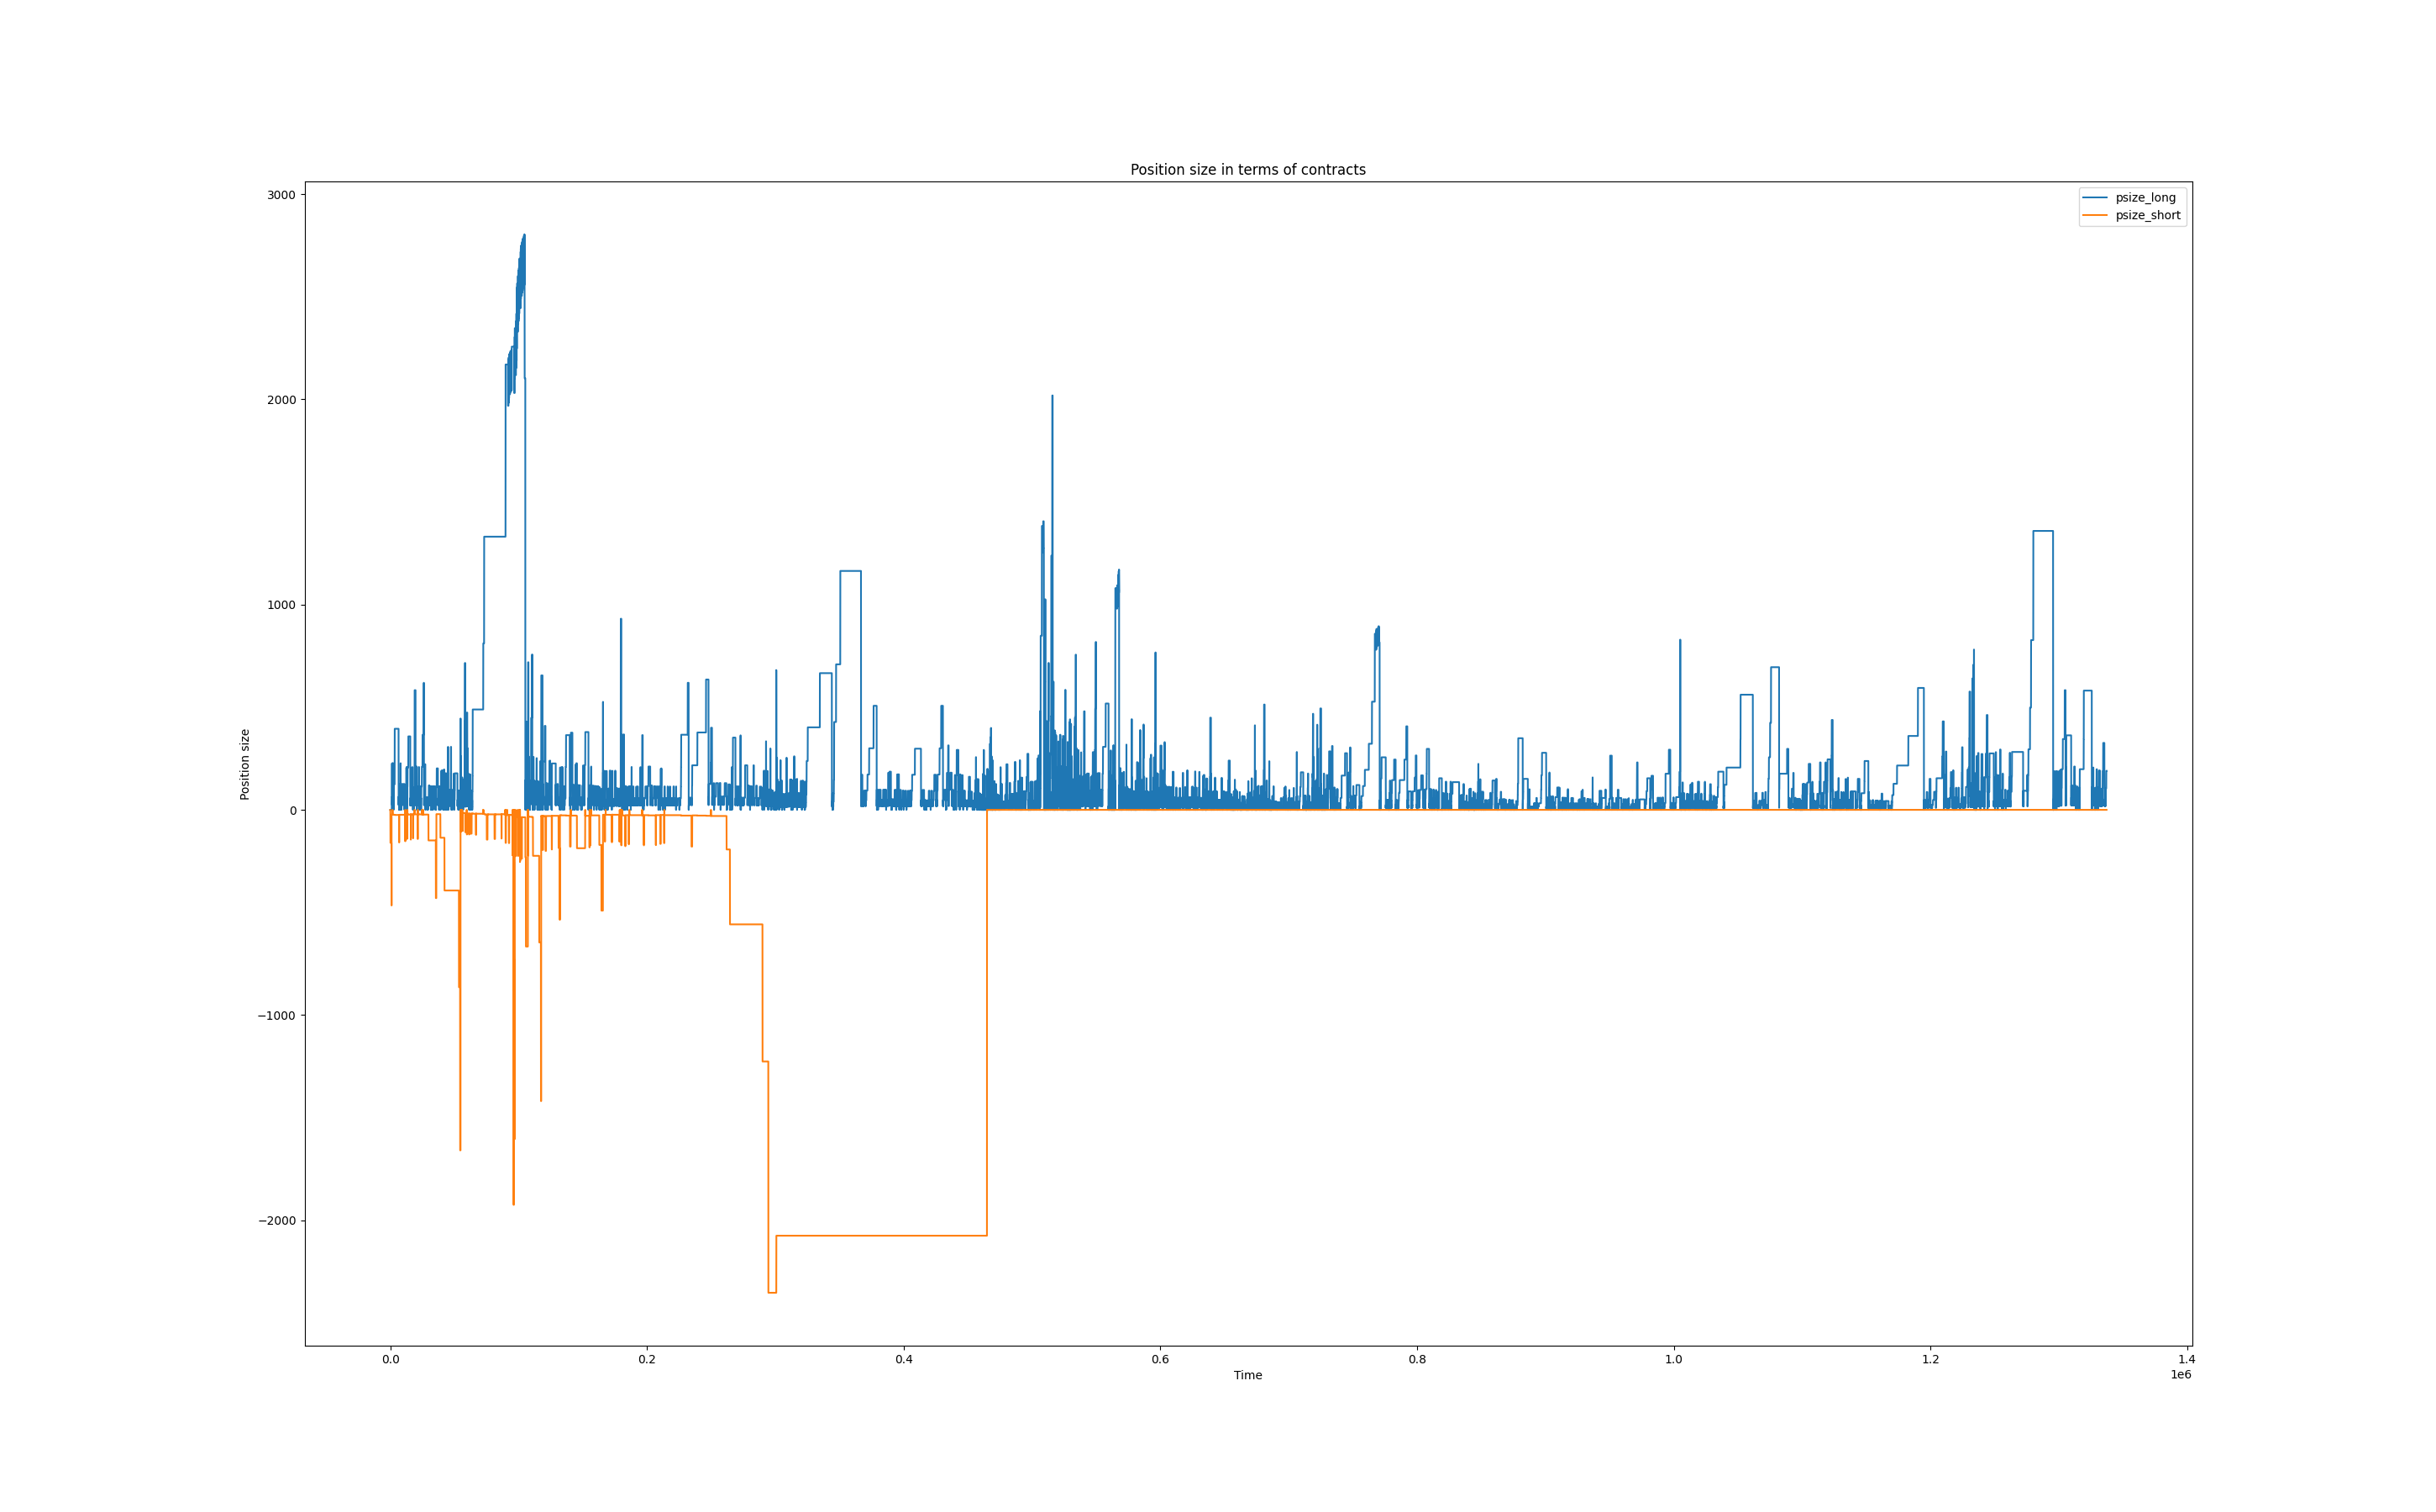 Position size in terms of contracts
psize_long
psize_short
Position size
3000
2000
1000
0
−1000
−2000
0.0
0.2
0.4
0.6
0.8
1.0
1.2
1.4
1e6
Time